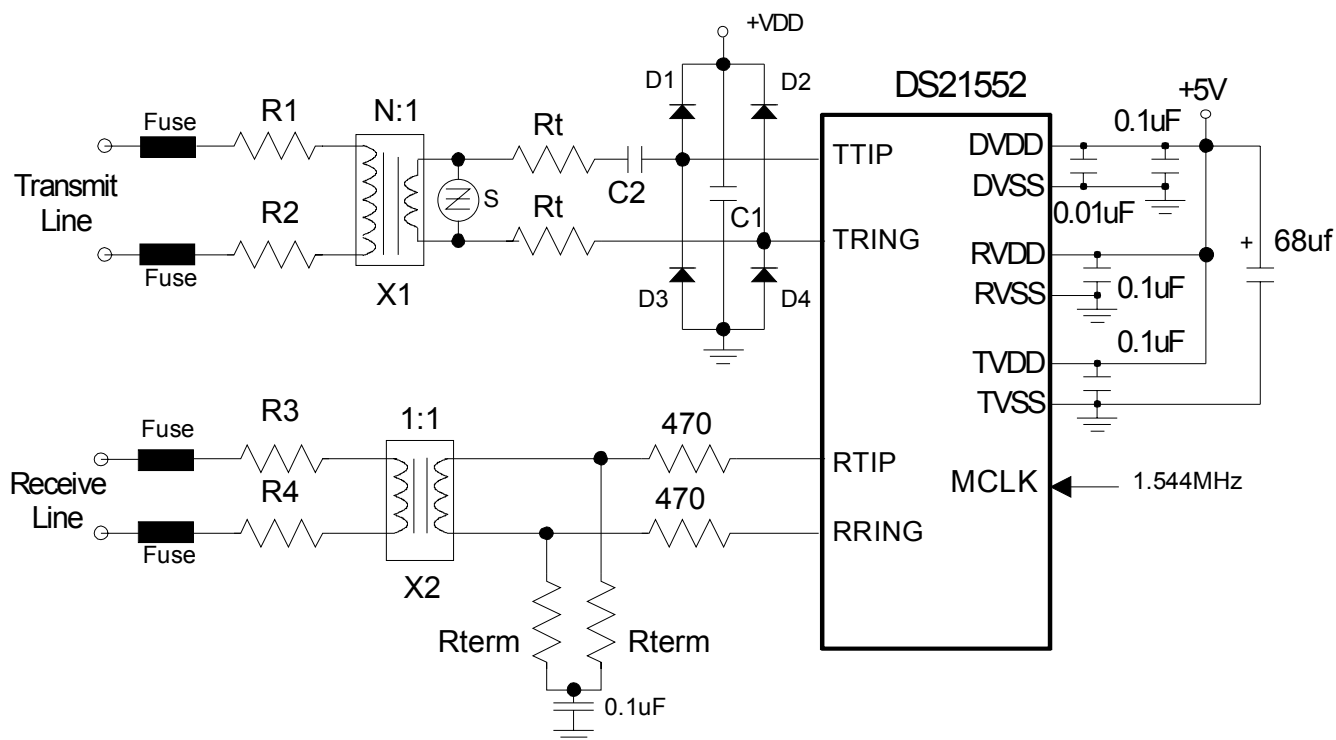 +VDD
D1
D2
DS21552
+5V
Fuse
R1
N:1
Rt
0.1uF
TTIP
DVDD
Transmit
Line
S
C2
DVSS
R2
Rt
C1
0.01uF
TRING
68uf
+
Fuse
X1
D3
D4
RVDD
RVSS
0.1uF
0.1uF
TVDD
TVSS
Fuse
R3
1:1
470
RTIP
Receive
Line
R4
470
MCLK
1.544MHz
RRING
Fuse
X2
Rterm
Rterm
0.1uF